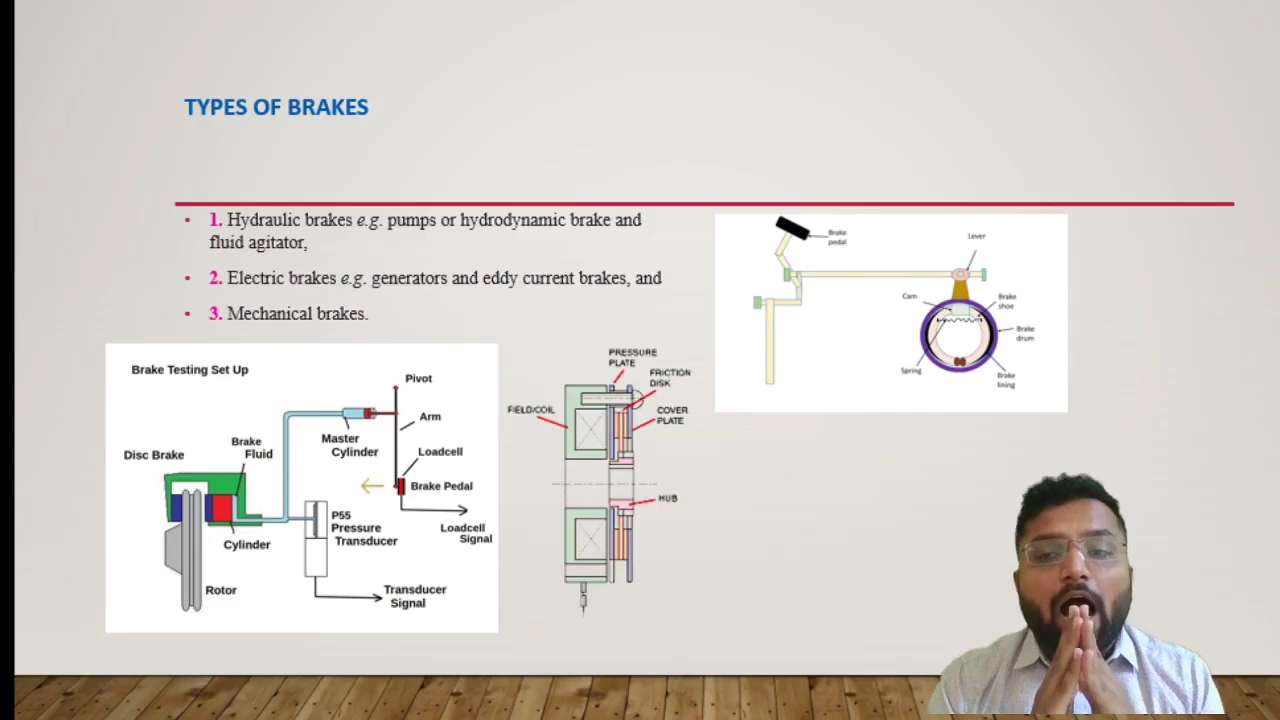 TYPES OF BRAKES
• 1. Hydraulic brakes e.g. pumps or hydrodynamic brake and
fluid agitator,
• 2. Electric brakes e.g. generators and eddy current brakes, and
• 3. Mechanical brakes.
Brake Testing Set Up
Pivot
Arm
Master
Cylinder
Brake
Fluid
Disc Brake
Loadcell
Brake Pedal
Loadcell
Signal
P55
Pressure
Transducer
Cylinder
Rotor
Transducer
Signal
PRESSURE
PLATE
FRICTION
DISK
FIELD/COIL
COVER
PLATE
HUB
Brake
pedal
Lever
Cam
Brake
shoe
Brake
drum
Spring
Brake
lining